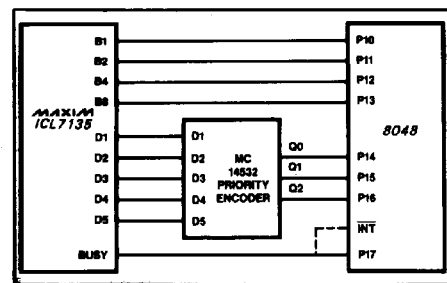 B1
B2
B4
B8
MAXIM
ICL7135
D1
D2
D3
D4
D5
BUSY
D1
D2
D3
D4
D5
MC
14532
PRIORITY
ENCODER
Q0
Q1
Q2
P10
P11
P12
P13
8048
P14
P15
P16
INT
P17